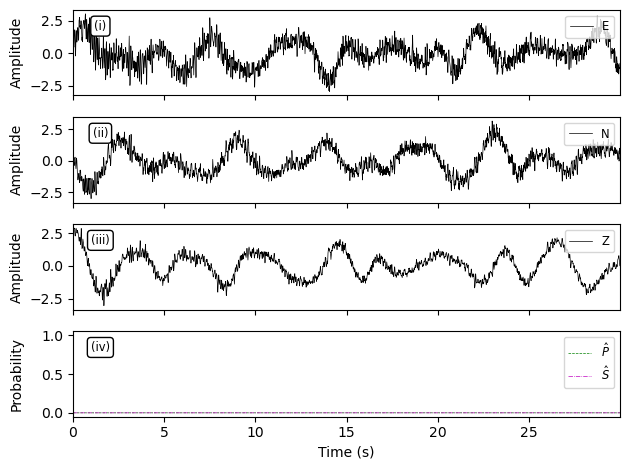 2.5
0.0
−2.5
Amplitude
(i)
E
2.5
0.0
−2.5
Amplitude
(ii)
N
2.5
0.0
−2.5
Amplitude
(iii)
Z
1.0
0.5
0.0
Probability
(iv)
P̂
Ŝ
0 5 10 15 20 25
Time (s)